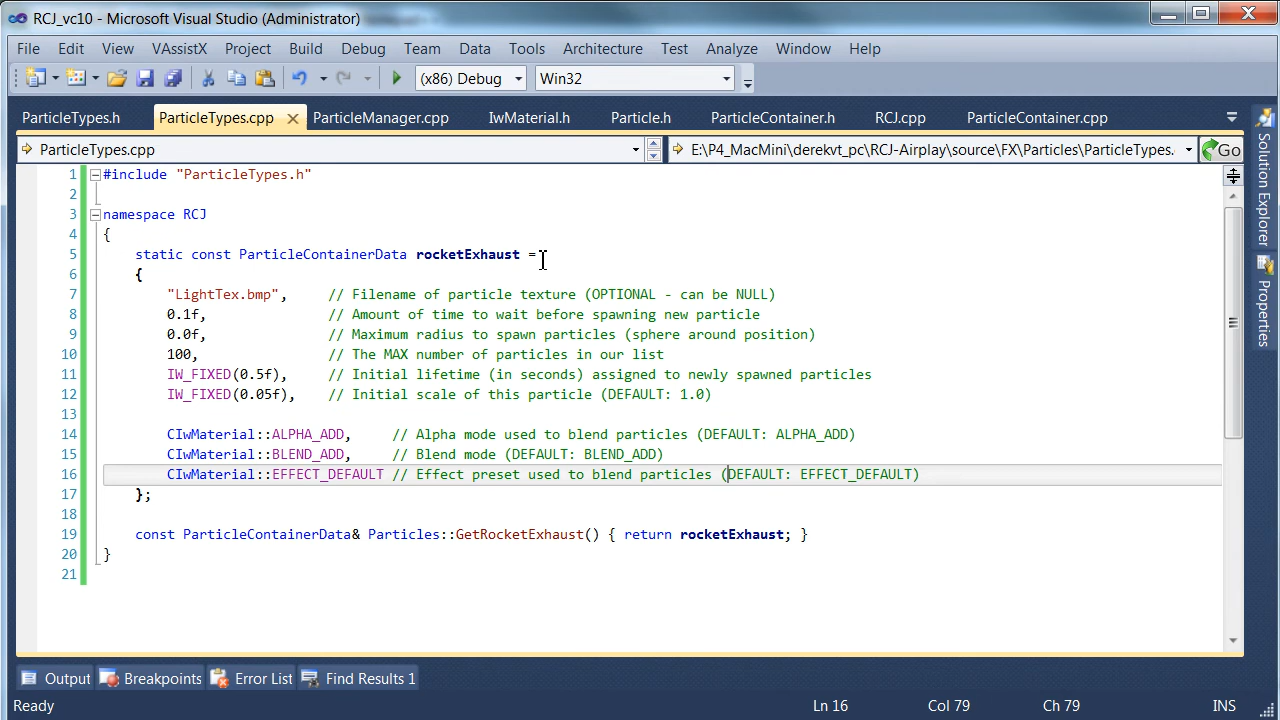 RCJ_vc10 - Microsoft Visual Studio (Administrator)
File Edit View VAssistX Project Build Debug Team Data Tools Architecture Test Analyze Window Help
(x86) Debug Win32
ParticleTypes.h ParticleTypes.cpp ParticleManager.cpp IwMaterial.h Particle.h ParticleContainer.h RCJ.cpp ParticleContainer.cpp
ParticleTypes.cpp E:\P4_MacMini\derekvt_pc\RCJ-Airplay\source\FX\Particles\ParticleTypes. Go
1 #include "ParticleTypes.h"
2
3 namespace RCJ
4 {
5 static const ParticleContainerData rocketExhaust =
6 {
7 "LightTex.bmp", // Filename of particle texture (OPTIONAL - can be NULL)
8 0.1f, // Amount of time to wait before spawning new particle
9 0.0f, // Maximum radius to spawn particles (sphere around position)
10 100, // The MAX number of particles in our list
11 IW_FIXED(0.5f), // Initial lifetime (in seconds) assigned to newly spawned particles
12 IW_FIXED(0.05f), // Initial scale of this particle (DEFAULT: 1.0)
13
14 CIwMaterial::ALPHA_ADD, // Alpha mode used to blend particles (DEFAULT: ALPHA_ADD)
15 CIwMaterial::BLEND_ADD, // Blend mode (DEFAULT: BLEND_ADD)
16 CIwMaterial::EFFECT_DEFAULT // Effect preset used to blend particles (DEFAULT: EFFECT_DEFAULT)
17 };
18
19 const ParticleContainerData& Particles::GetRocketExhaust() { return rocketExhaust; }
20 }
21
Solution Explorer
Properties
Output Breakpoints Error List Find Results 1
Ready Ln 16 Col 79 Ch 79 INS